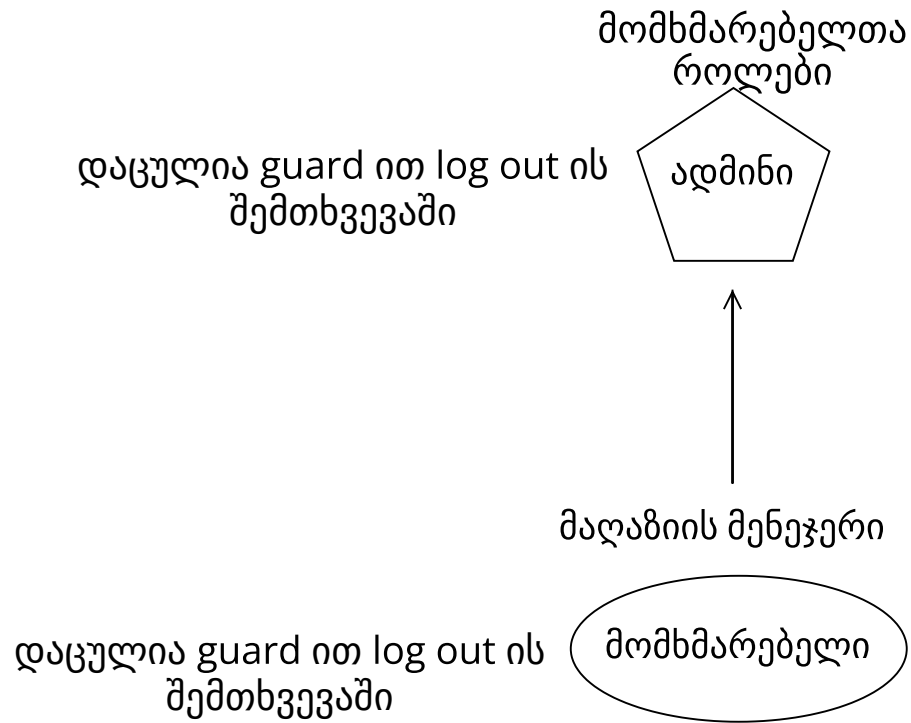 მომხმარებელთა
როლები
დაცულია guard ით log out ის
შემთხვევაში
ადმინი
მაღაზიის მენეჯერი
მომხმარებელი
დაცულია guard ით log out ის
შემთხვევაში